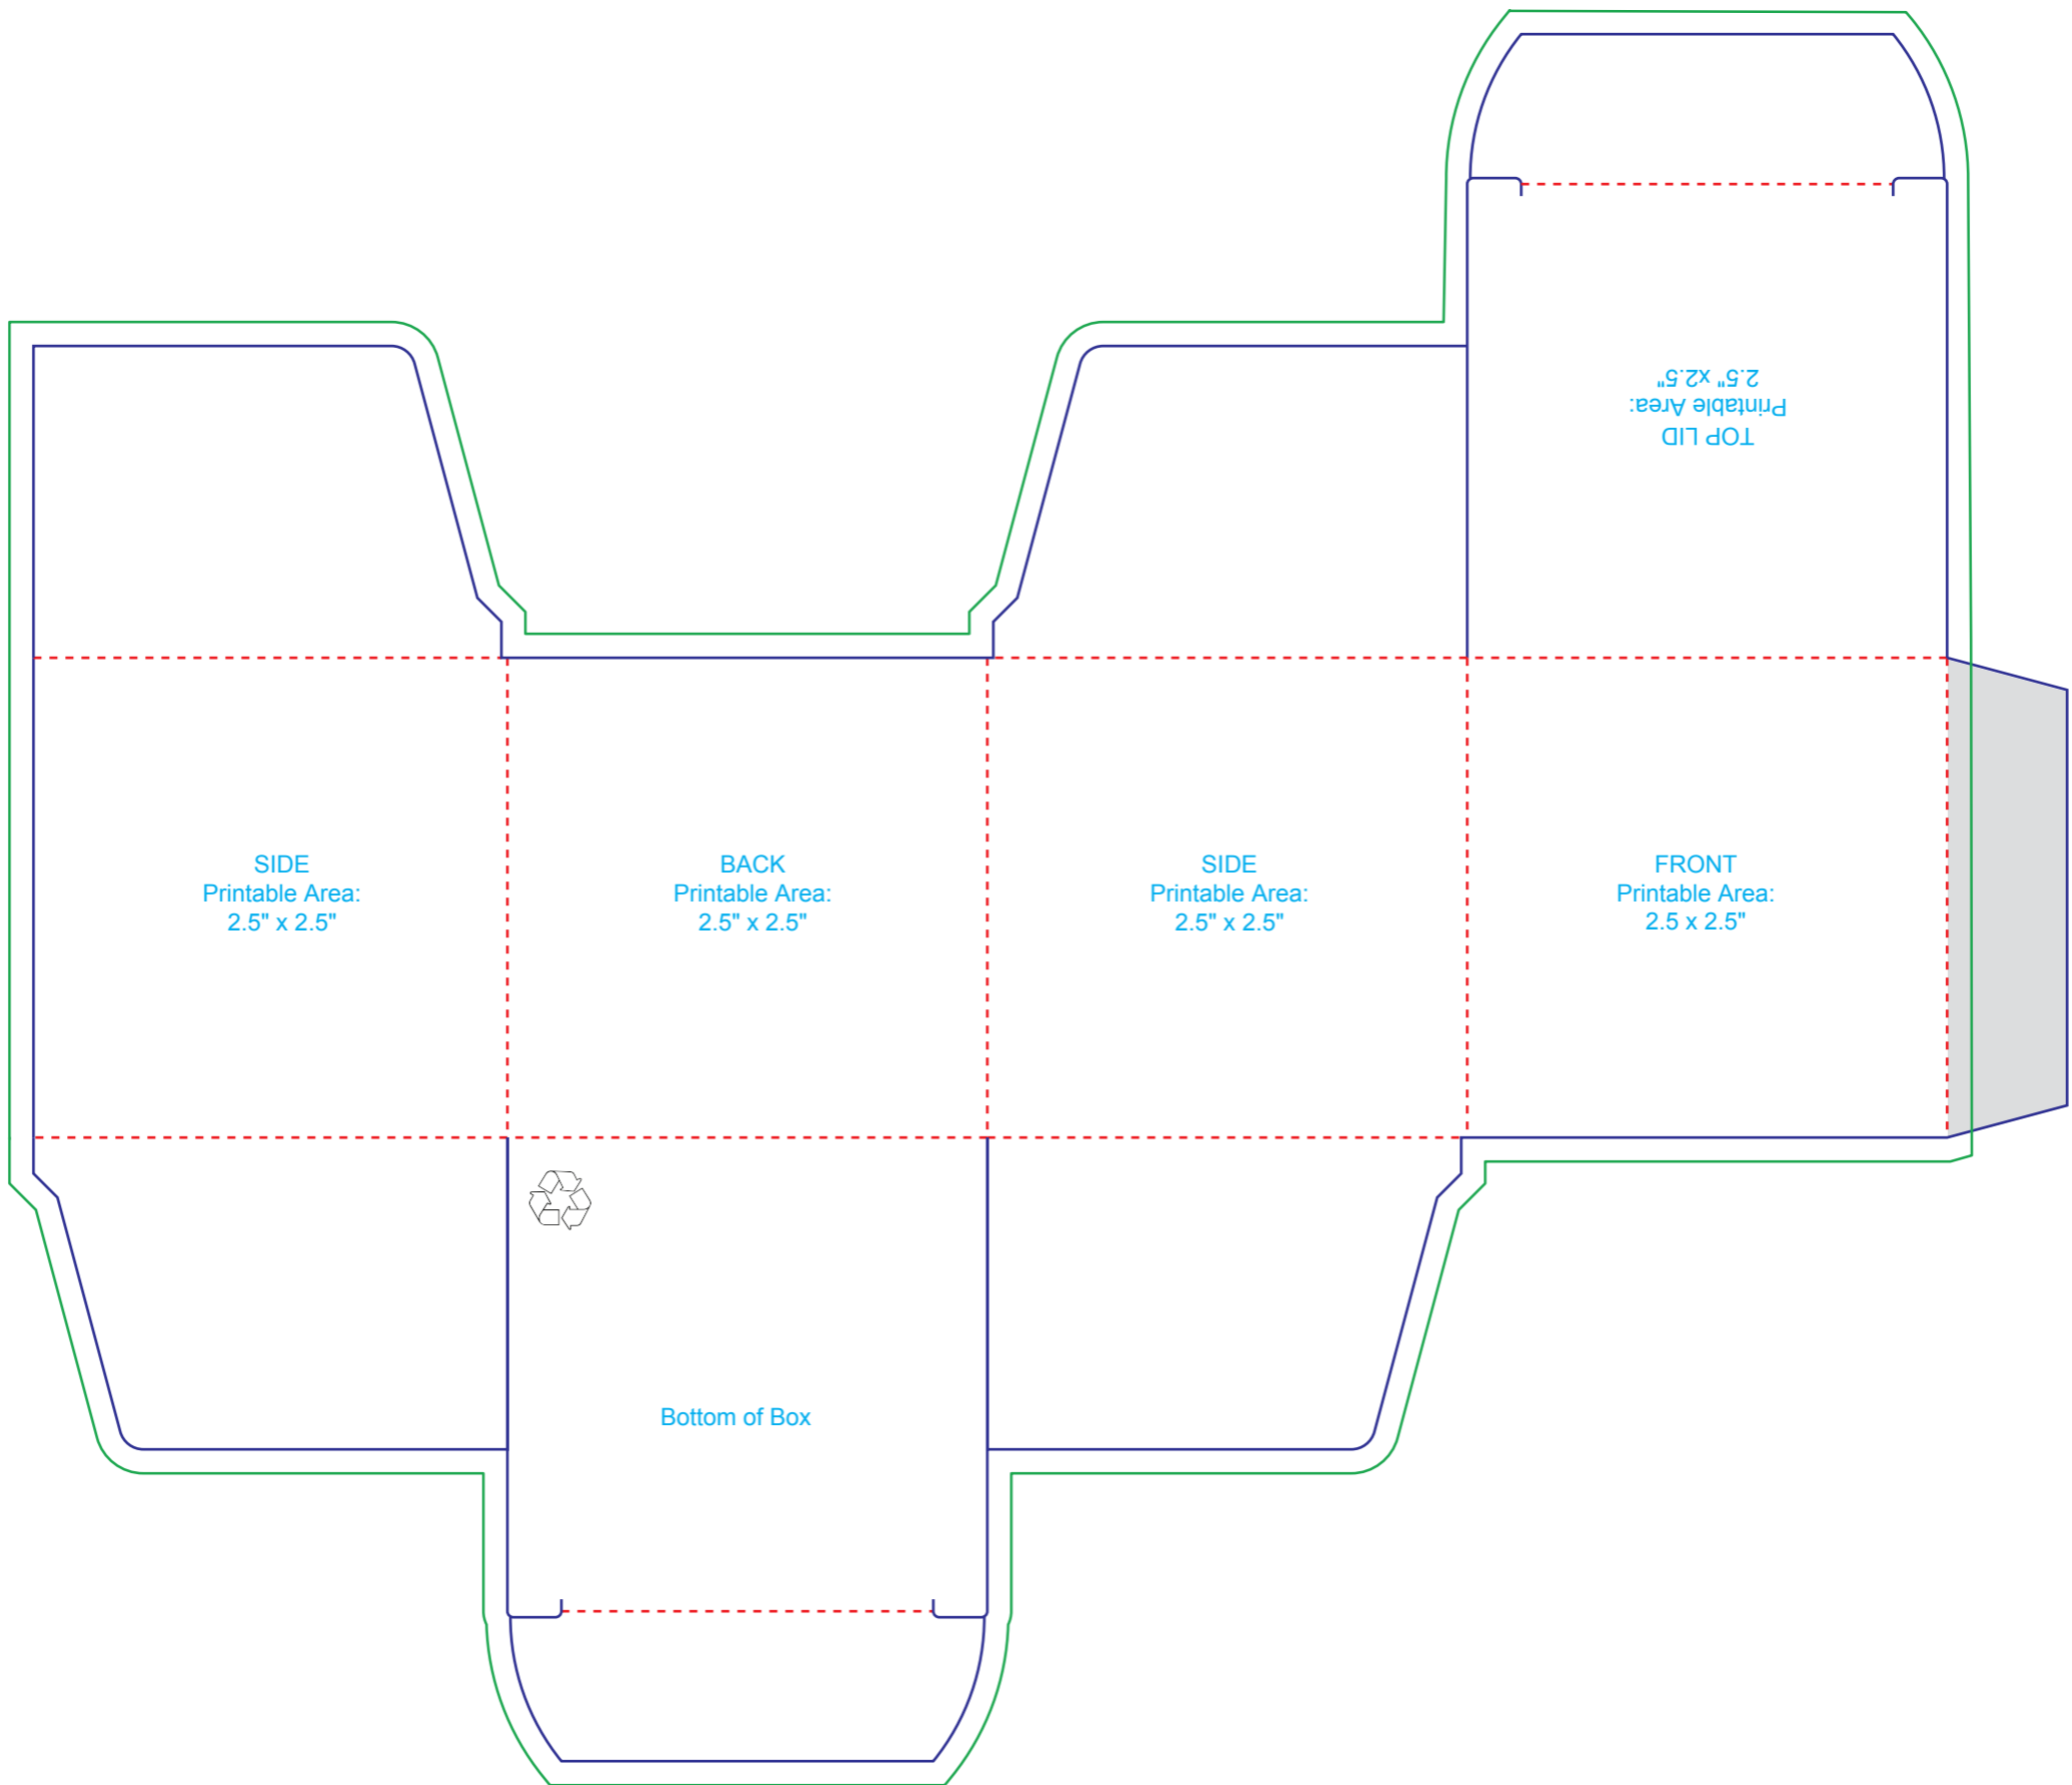 TOP LID
Printable Area:
2.5" x2.5"
SIDE
Printable Area:
2.5" x 2.5"
BACK
Printable Area:
2.5" x 2.5"
SIDE
Printable Area:
2.5" x 2.5"
FRONT
Printable Area:
2.5 x 2.5"
Bottom of Box